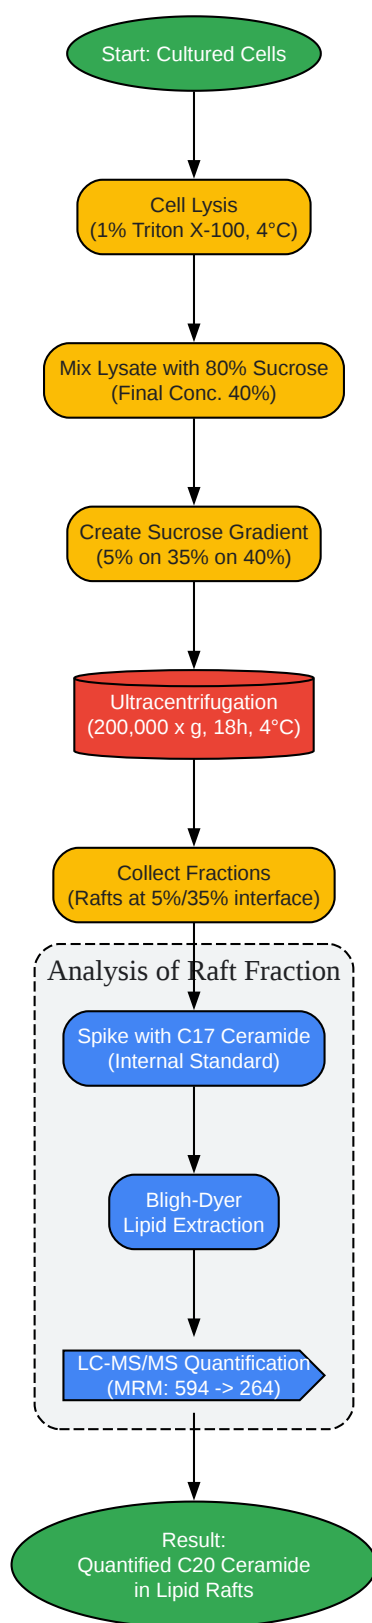 Start: Cultured Cells
Cell Lysis
(1% Triton X-100, 4°C)
Mix Lysate with 80% Sucrose
(Final Conc. 40%)
Create Sucrose Gradient
(5% on 35% on 40%)
Ultracentrifugation
(200,000 x g, 18h, 4°C)
Collect Fractions
(Rafts at 5%/35% interface)
Analysis of Raft Fraction
Spike with C17 Ceramide
(Internal Standard)
Bligh-Dyer
Lipid Extraction
LC-MS/MS Quantification
(MRM: 594 -> 264)
Result:
Quantified C20 Ceramide
in Lipid Rafts